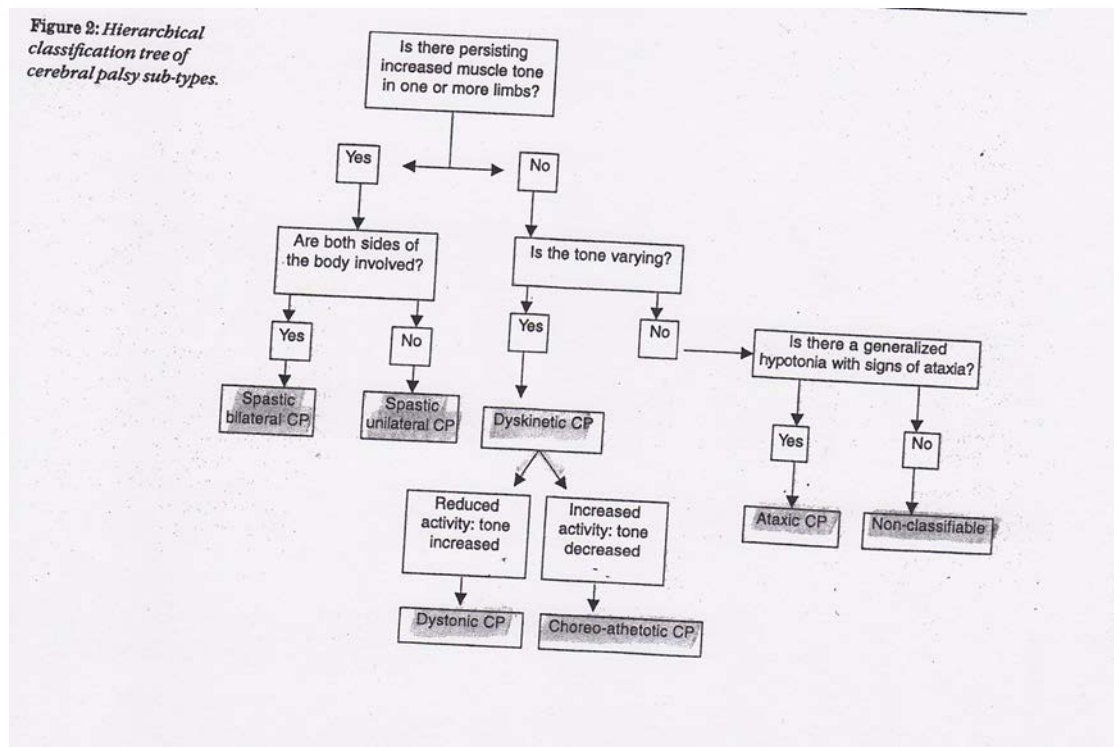 Figure 2: Hierarchical
classification tree of
cerebral palsy sub-types.
Is there persisting
increased muscle tone
in one or more limbs?
Yes
No
Are both sides of
the body involved?
Is the tone varying?
Yes
No
Yes
No
Is there a generalized
hypotonia with signs of ataxia?
Spastic
bilateral CP
Spastic
unilateral CP
Dyskinetic CP
Yes
No
Reduced
activity: tone
increased
Increased
activity: tone
decreased
Ataxic CP
Non-classifiable
Dystonic CP
Choreo-athetotic CP